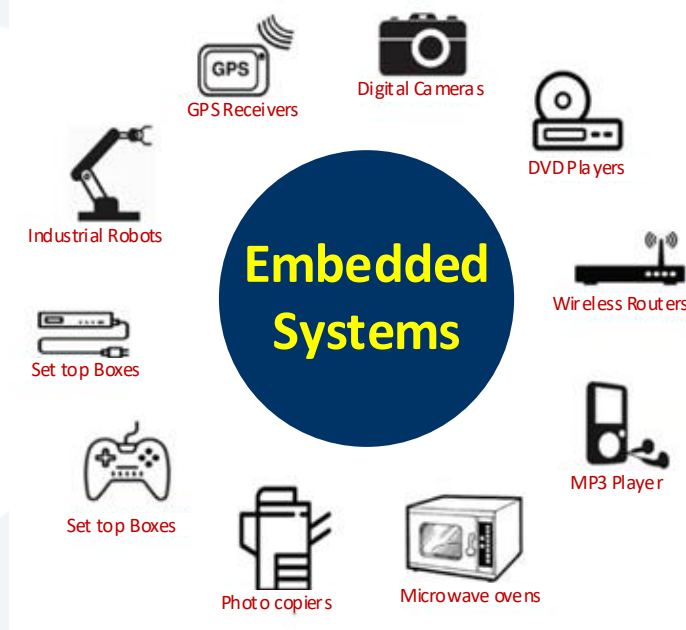 GPS
GPS Receivers
Digital Cameras
DVD Players
Industrial Robots
Embedded
Systems
Wireless Routers
Set top Boxes
MP3 Player
Set top Boxes
Photo copiers
Microwave ovens